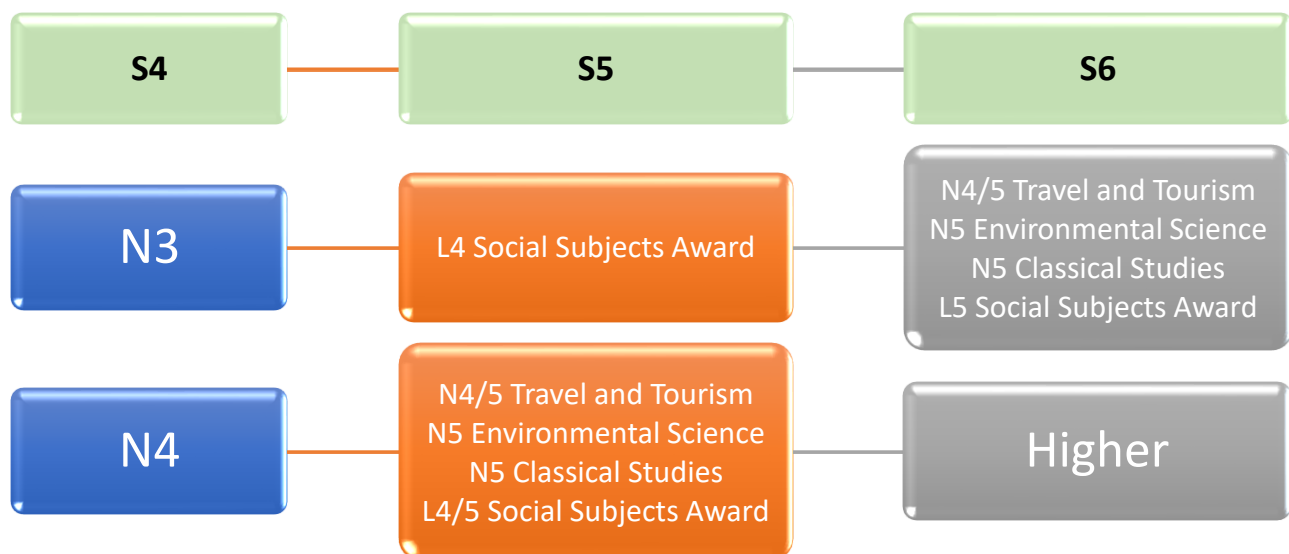 S4
S5
S6
N3
L4 Social Subjects Award
N4/5 Travel and Tourism
N5 Environmental Science
N5 Classical Studies
L5 Social Subjects Award
N4
N4/5 Travel and Tourism
N5 Environmental Science
N5 Classical Studies
L4/5 Social Subjects Award
Higher